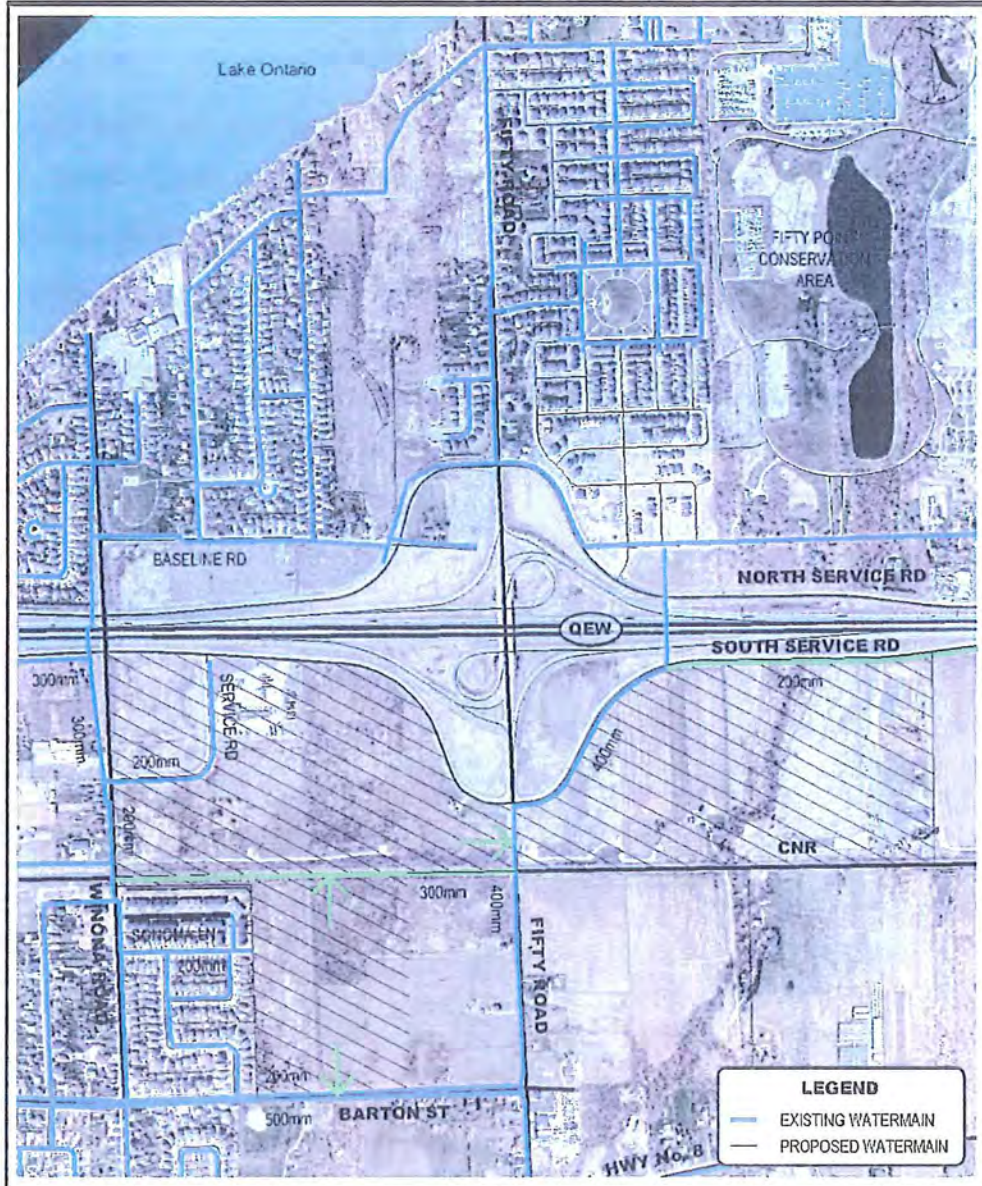 Lake Ontario
FIFTY ROAD
FIFTY POINT
CONSERVATION
AREA
BASELINE RD
NORTH SERVICE RD
QEW
SOUTH SERVICE RD
300mm
200mm
SERVICE RD
300mm
400mm
200mm
200mm
CNR
300mm
400mm
WINONA ROAD
SONOMA LN
FIFTY ROAD
200mm
200mm
500mm
BARTON ST
HWY No. 8
LEGEND
EXISTING WATERMAIN
PROPOSED WATERMAIN